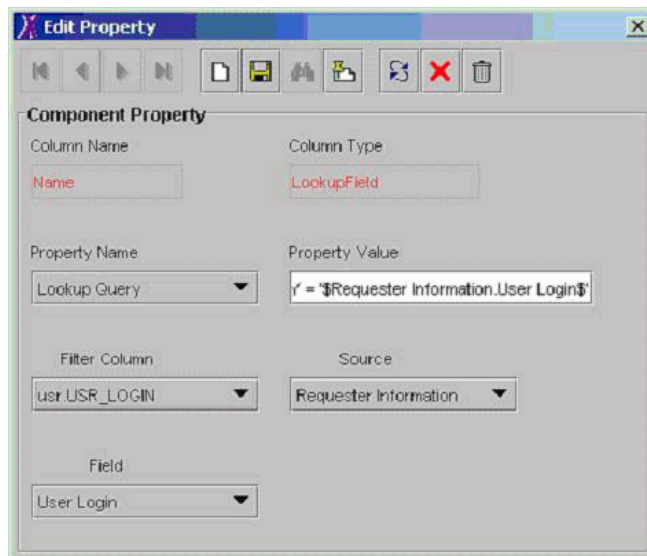 Edit Property
Component Property
Column Name Column Type
Name LookupField
Property Name Property Value
Lookup Query r' = '$Requester Information.User Login$'
Filter Column Source
usr.USR_LOGIN Requester Information
Field
User Login